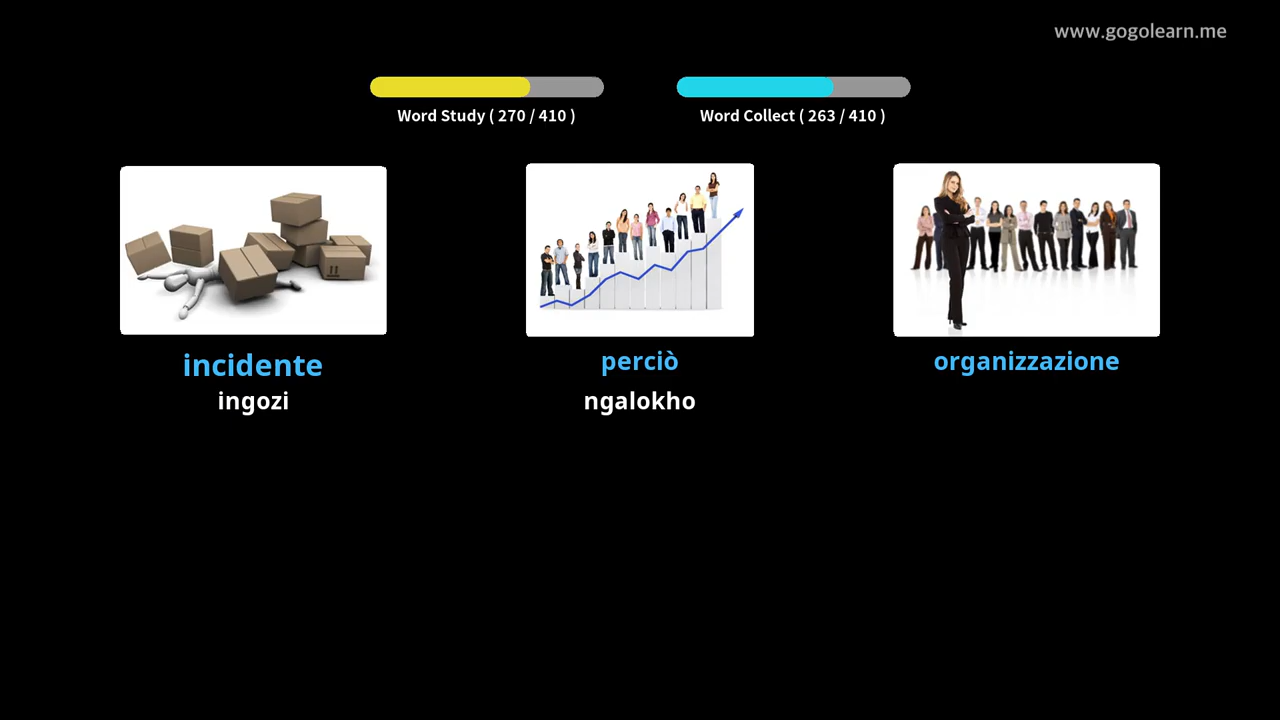 www.gogolearn.me
Word Study ( 270 / 410 )
Word Collect ( 263 / 410 )
incidente
ingozi
perciò
ngalokho
organizzazione